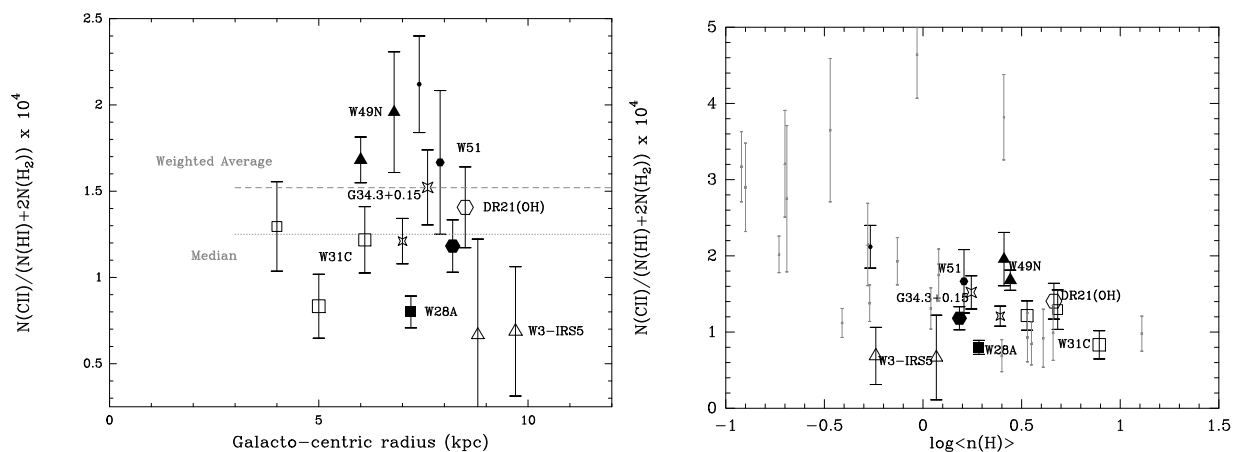 N(CII)/(N(HI)+2N(H2)) x 10^4
2.5
2
1.5
1
0.5
0
5
10
Galacto-centric radius (kpc)
W49N
W51
Weighted Average
G34.3+0.15
DR21(OH)
W31C
Median
W28A
W3-IRS5
N(CII)/(N(HI)+2N(H2)) x 10^4
5
4
3
2
1
0
-1
-0.5
0
0.5
1
1.5
log<n(H)>
W51
W49N
G34.3+0.15
DR21(OH)
W3-IRS5
W28A
W31C